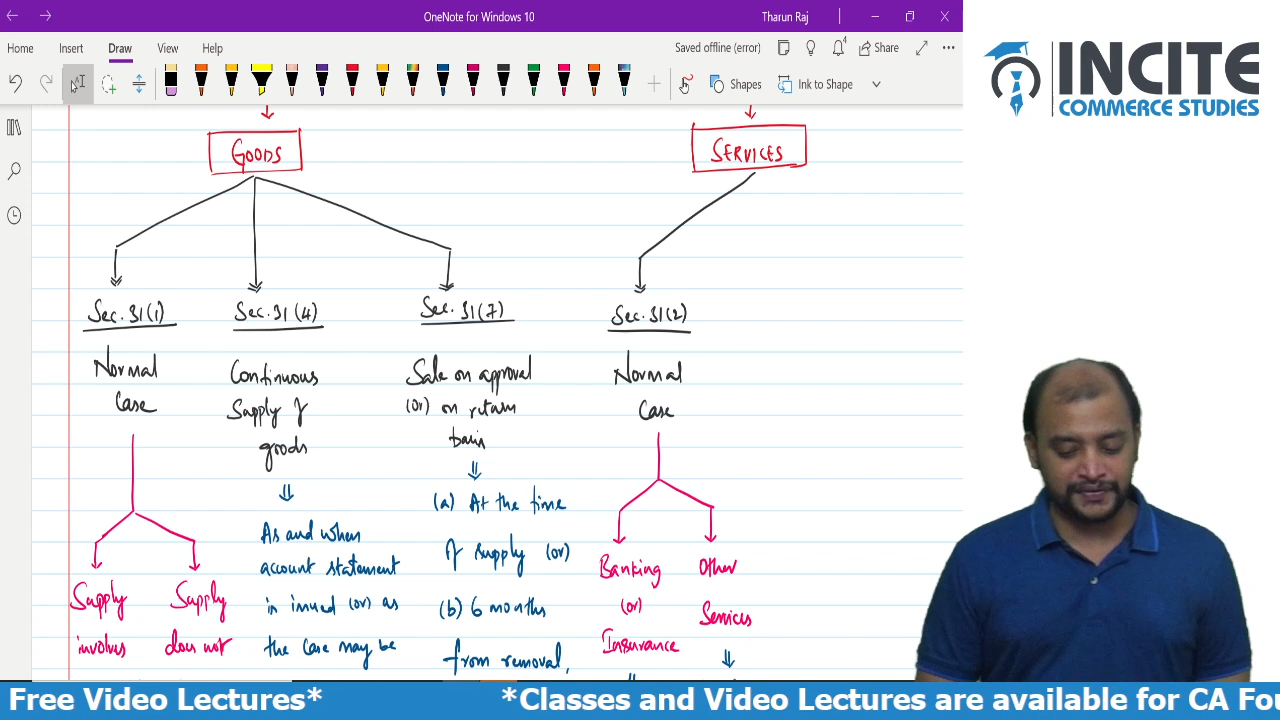 OneNote for Windows 10
Tharun Raj
Home Insert Draw View Help
Saved offline (error)
Share
Shapes
Ink to Shape
INCITE
COMMERCE STUDIES
GOODS
SERVICES
Sec. 31(1)
Normal
Case
Supply
involves
Supply
does not
Sec. 31(4)
Continuous
Supply of
goods
As and when
account statement
is issued (or) as
the case may be
Sec. 31(7)
Sale on approval
(or) on return
basis
(a) At the time
of supply (or)
(b) 6 months
from removal,
Sec. 31(2)
Normal
Case
Banking
(or)
Insurance
Other
Services
Free Video Lectures* *Classes and Video Lectures are available for CA Fou